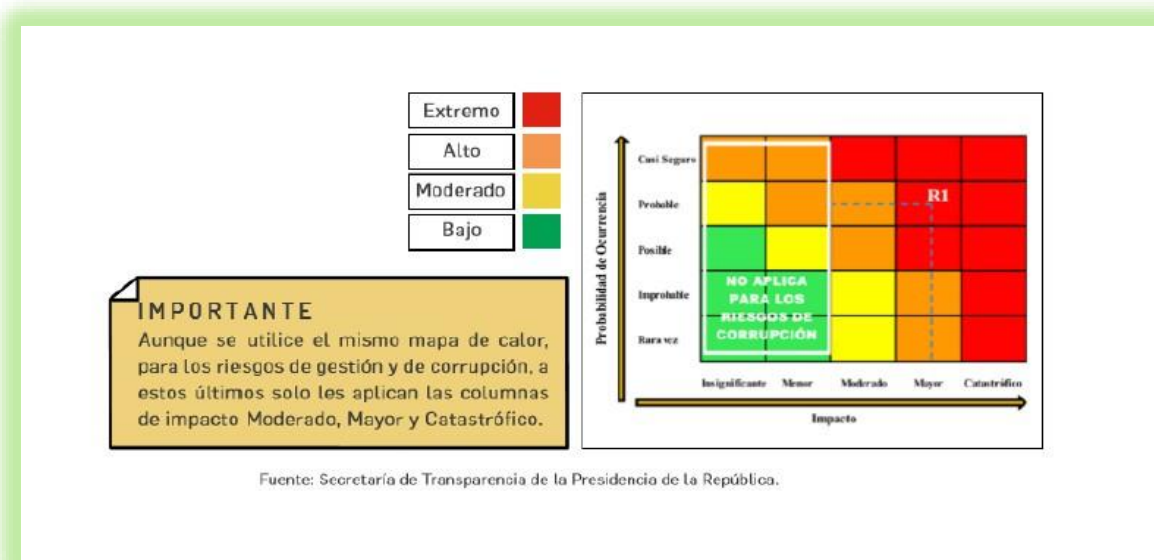 Extremo
Alto
Moderado
Bajo
IMPORTANTE
Aunque se utilice el mismo mapa de calor,
para los riesgos de gestión y de corrupción, a
estos últimos solo les aplican las columnas
de impacto Moderado, Mayor y Catastrófico.
Probabilidad de Ocurrencia
Casi Seguro
Probable
Posible
Improbable
Rara vez
R1
NO APLICA
PARA LOS
RIESGOS DE
CORRUPCIÓN
Insignificante Menor Moderado Mayor Catastrófico
Impacto
Fuente: Secretaría de Transparencia de la Presidencia de la República.